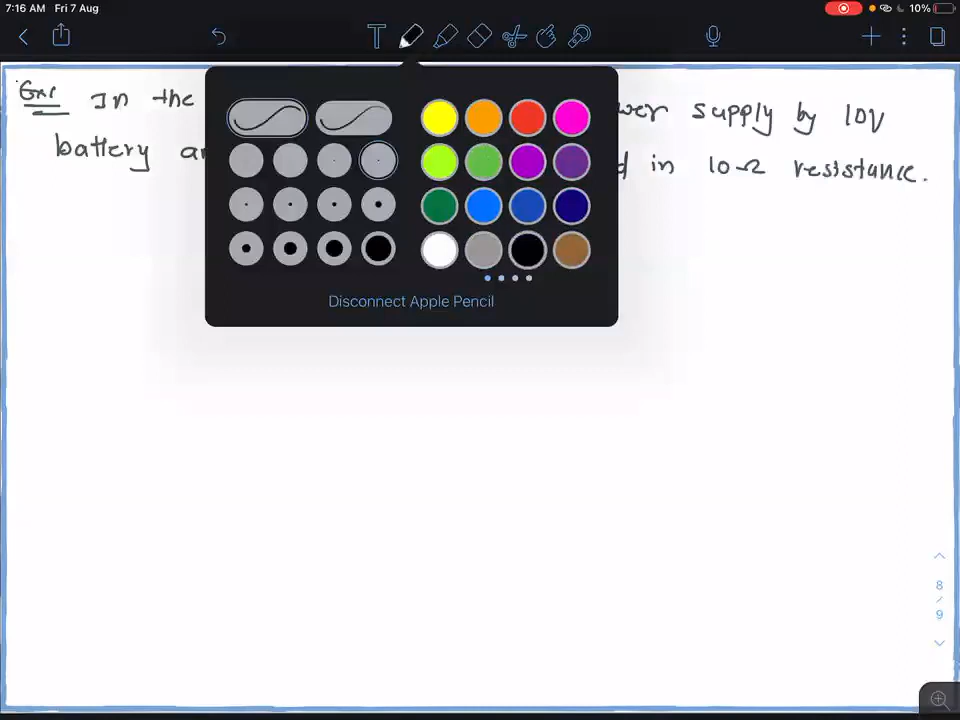 7:16 AM Fri 7 Aug
10%
T
Exr In the wer supply by 10V
battery d in 10Ω resistance.
Disconnect Apple Pencil
8
/
9